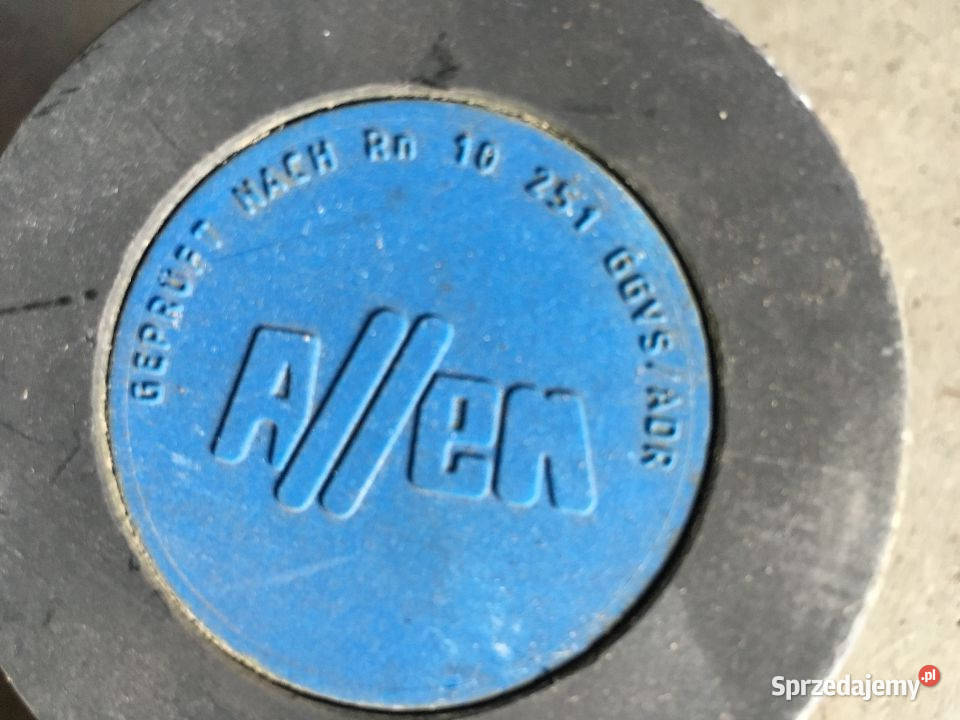 GEPRÜFT NACH Rn 10 251 GGVS/ADR
Allen
Sprzedajemy.pl